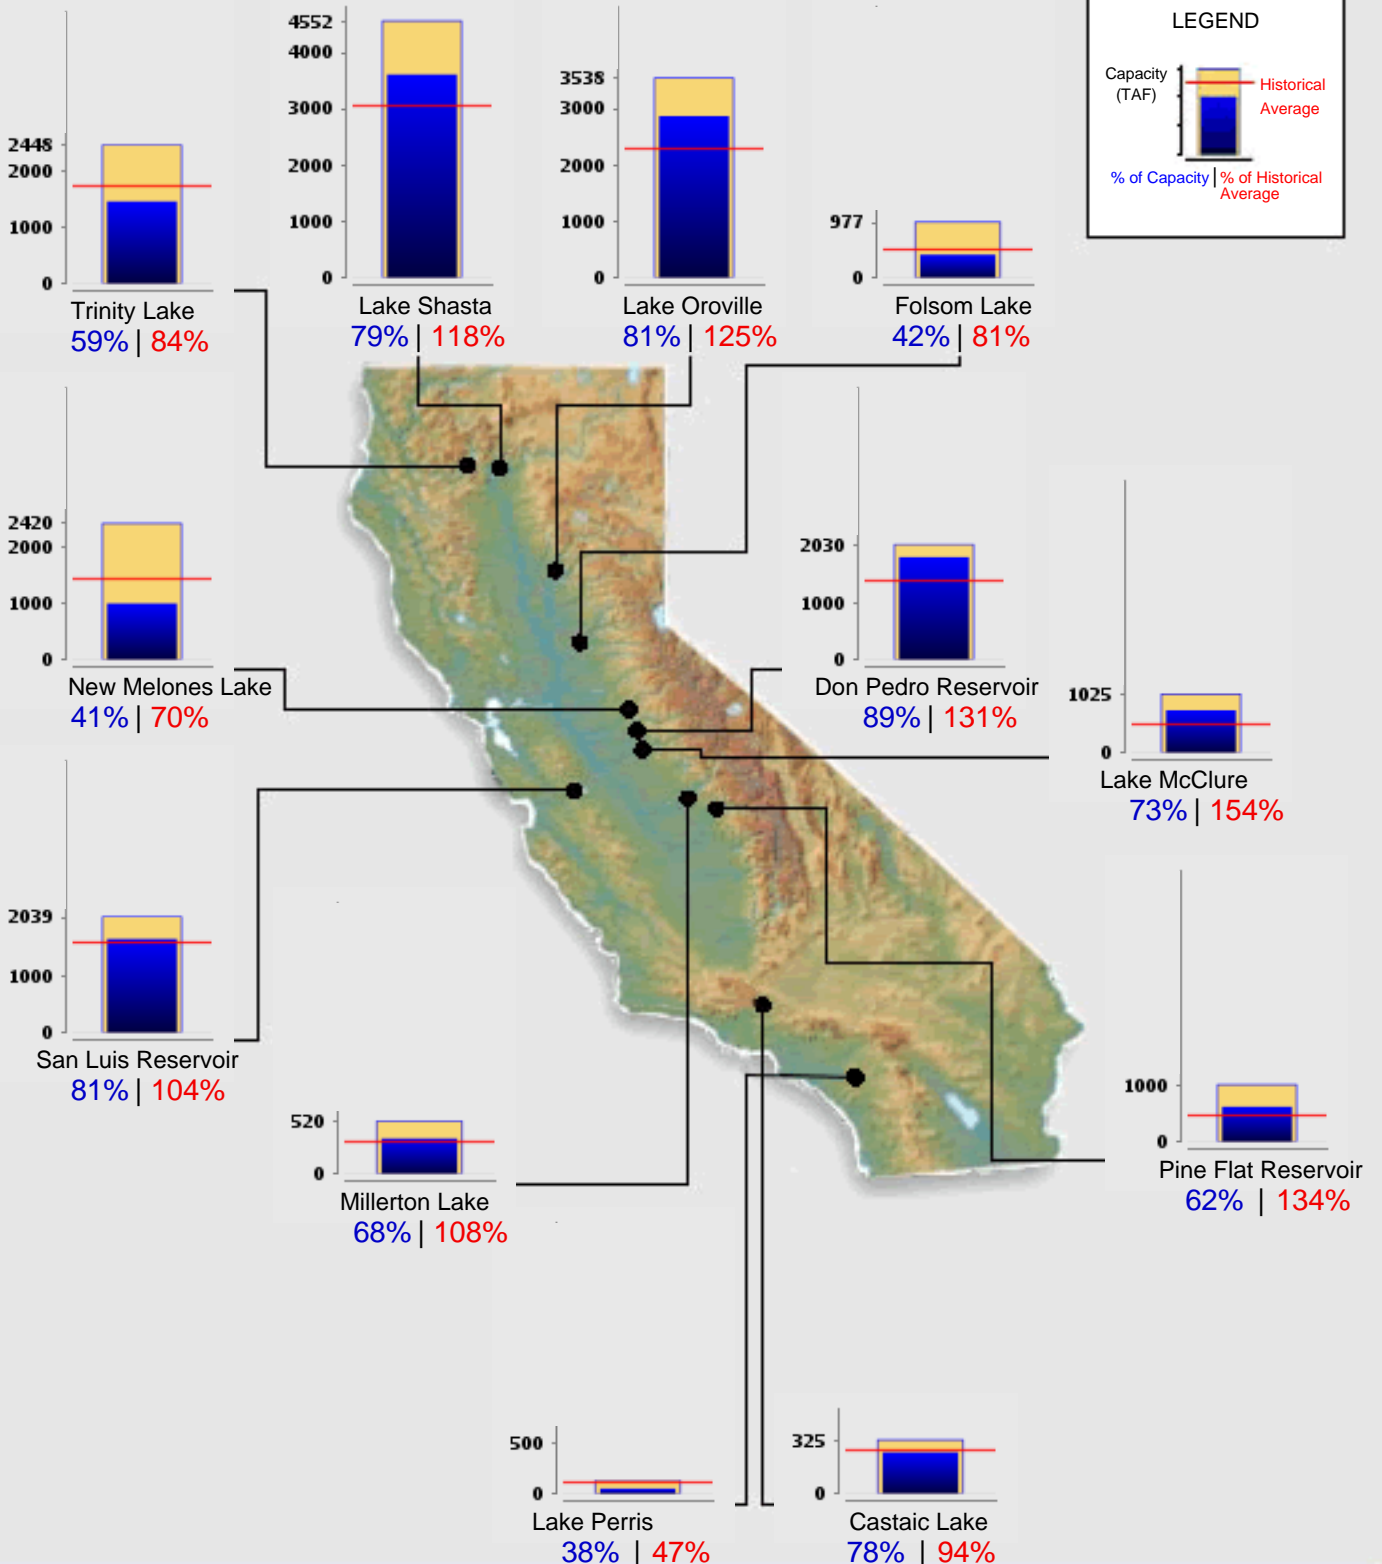 LEGEND
Capacity
(TAF)
Historical
Average
% of Capacity | % of Historical
Average
2448
2000
1000
0
Trinity Lake
59% | 84%
4552
4000
3000
2000
1000
0
Lake Shasta
79% | 118%
3538
3000
2000
1000
0
Lake Oroville
81% | 125%
977
0
Folsom Lake
42% | 81%
2420
2000
1000
0
New Melones Lake
41% | 70%
2030
1000
0
Don Pedro Reservoir
89% | 131%
1025
0
Lake McClure
73% | 154%
2039
1000
0
San Luis Reservoir
81% | 104%
520
0
Millerton Lake
68% | 108%
1000
0
Pine Flat Reservoir
62% | 134%
500
0
Lake Perris
38% | 47%
325
0
Castaic Lake
78% | 94%